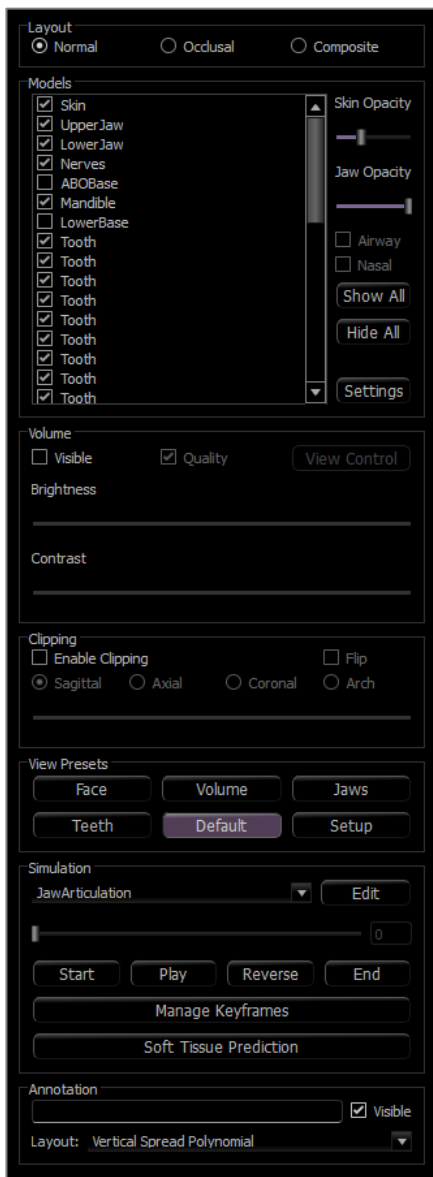 Layout
Normal Occlusal Composite
Models
Skin
UpperJaw
LowerJaw
Nerves
ABOBase
Mandible
LowerBase
Tooth
Tooth
Tooth
Tooth
Tooth
Tooth
Tooth
Tooth
Tooth
Skin Opacity
Jaw Opacity
Airway
Nasal
Show All
Hide All
Settings
Volume
Visible Quality View Control
Brightness
Contrast
Clipping
Enable Clipping Flip
Sagittal Axial Coronal Arch
View Presets
Face Volume Jaws
Teeth Default Setup
Simulation
JawArticulation Edit
0
Start Play Reverse End
Manage Keyframes
Soft Tissue Prediction
Annotation
Visible
Layout: Vertical Spread Polynomial